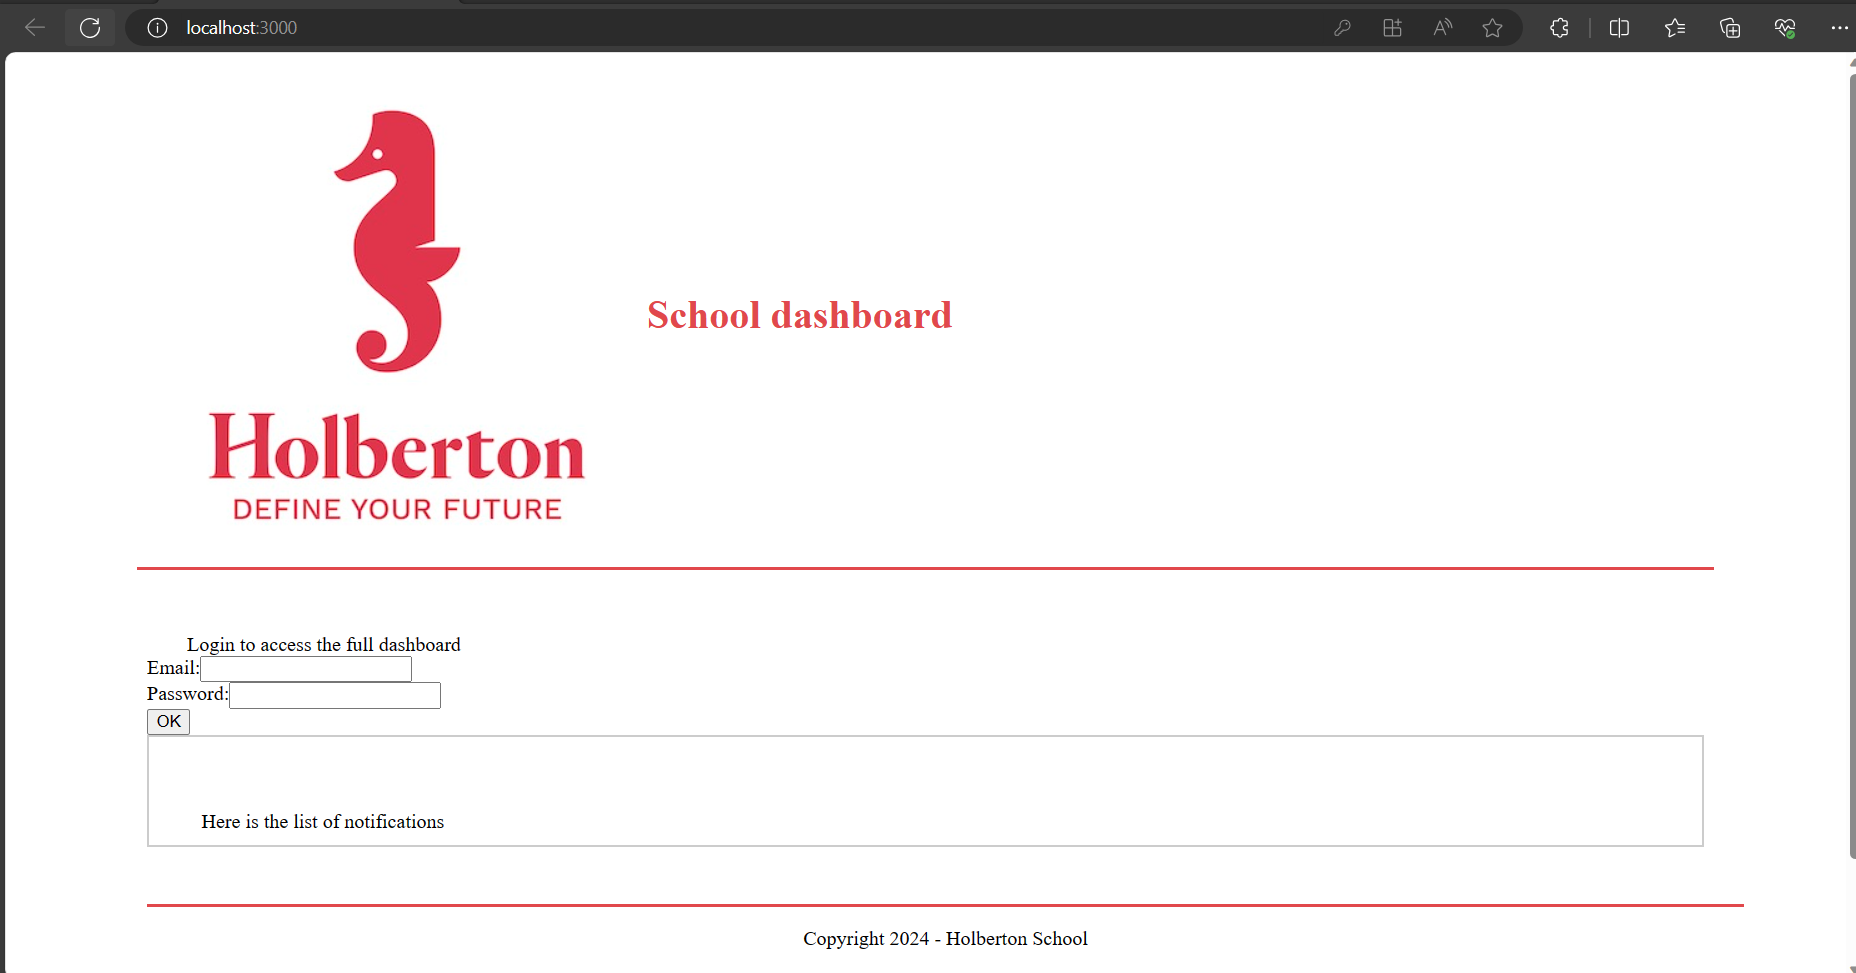 localhost:3000
School dashboard
Holberton
DEFINE YOUR FUTURE
Login to access the full dashboard
Email:
Password:
OK
Here is the list of notifications
Copyright 2024 - Holberton School